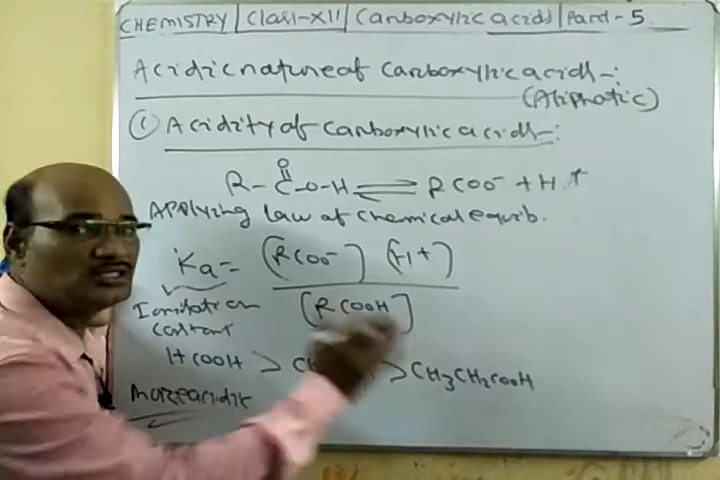 CHEMISTRY | Class-XII | Carboxylic acids | Part-5
Acidic nature of Carboxylic acids-:
(Aliphatic)
① Acidity of Carboxylic acids-:
O
R-C-O-H ⇌ RCOO⁻ + H⁺
Applying law of chemical equib.
Ka = [RCOO⁻] [H⁺]
[RCOOH]
Ionisation
constant
HCOOH > CH > CH₃CH₂COOH
More acidic